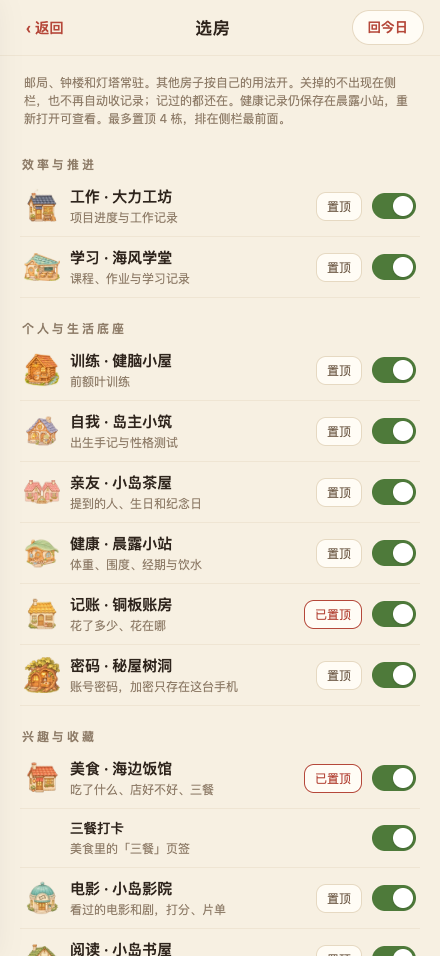 ‹ 返回
选房
回今日
邮局、钟楼和灯塔常驻。其他房子按自己的用法开。关掉的不出现在侧
栏，也不再自动收记录；记过的都还在。健康记录仍保存在晨露小站，重
新打开可查看。最多置顶 4 栋，排在侧栏最前面。
效率与推进
工作 · 大力工坊
项目进度与工作记录
置顶
学习 · 海风学堂
课程、作业与学习记录
置顶
个人与生活底座
训练 · 健脑小屋
前额叶训练
置顶
自我 · 岛主小筑
出生手记与性格测试
置顶
亲友 · 小岛茶屋
提到的人、生日和纪念日
置顶
健康 · 晨露小站
体重、围度、经期与饮水
置顶
记账 · 铜板账房
花了多少、花在哪
已置顶
密码 · 秘屋树洞
账号密码，加密只存在这台手机
置顶
兴趣与收藏
美食 · 海边饭馆
吃了什么、店好不好、三餐
已置顶
三餐打卡
美食里的「三餐」页签
电影 · 小岛影院
看过的电影和剧，打分、片单
置顶
阅读 · 小岛书屋
置顶